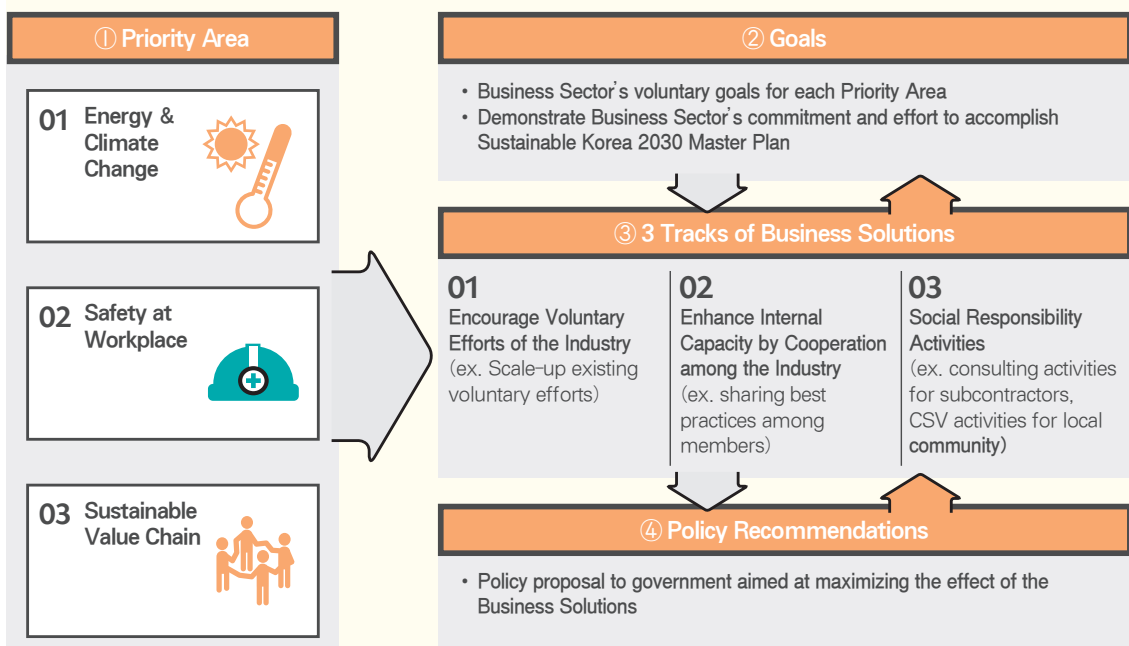 ① Priority Area
01 Energy &
Climate
Change
02 Safety at
Workplace
03 Sustainable
Value Chain
② Goals
• Business Sector's voluntary goals for each Priority Area
• Demonstrate Business Sector's commitment and effort to accomplish
Sustainable Korea 2030 Master Plan
③ 3 Tracks of Business Solutions
01
Encourage Voluntary
Efforts of the Industry
(ex. Scale-up existing
voluntary efforts)
02
Enhance Internal
Capacity by Cooperation
among the Industry
(ex. sharing best
practices among
members)
03
Social Responsibility
Activities
(ex. consulting activities
for subcontractors,
CSV activities for local
community)
④ Policy Recommendations
• Policy proposal to government aimed at maximizing the effect of the
Business Solutions